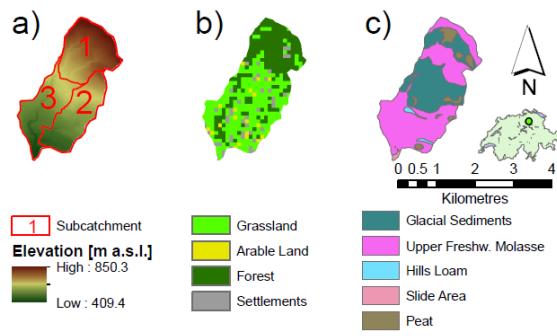 a)
1
2
3
b)
c)
N
0 0.5 1 2 3 4
Kilometres
1 Subcatchment
Elevation [m a.s.l.]
High : 850.3
Low : 409.4
Grassland
Arable Land
Forest
Settlements
Glacial Sediments
Upper Freshw. Molasse
Hills Loam
Slide Area
Peat